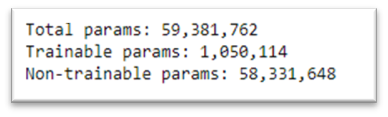 Total params: 59,381,762
Trainable params: 1,050,114
Non-trainable params: 58,331,648